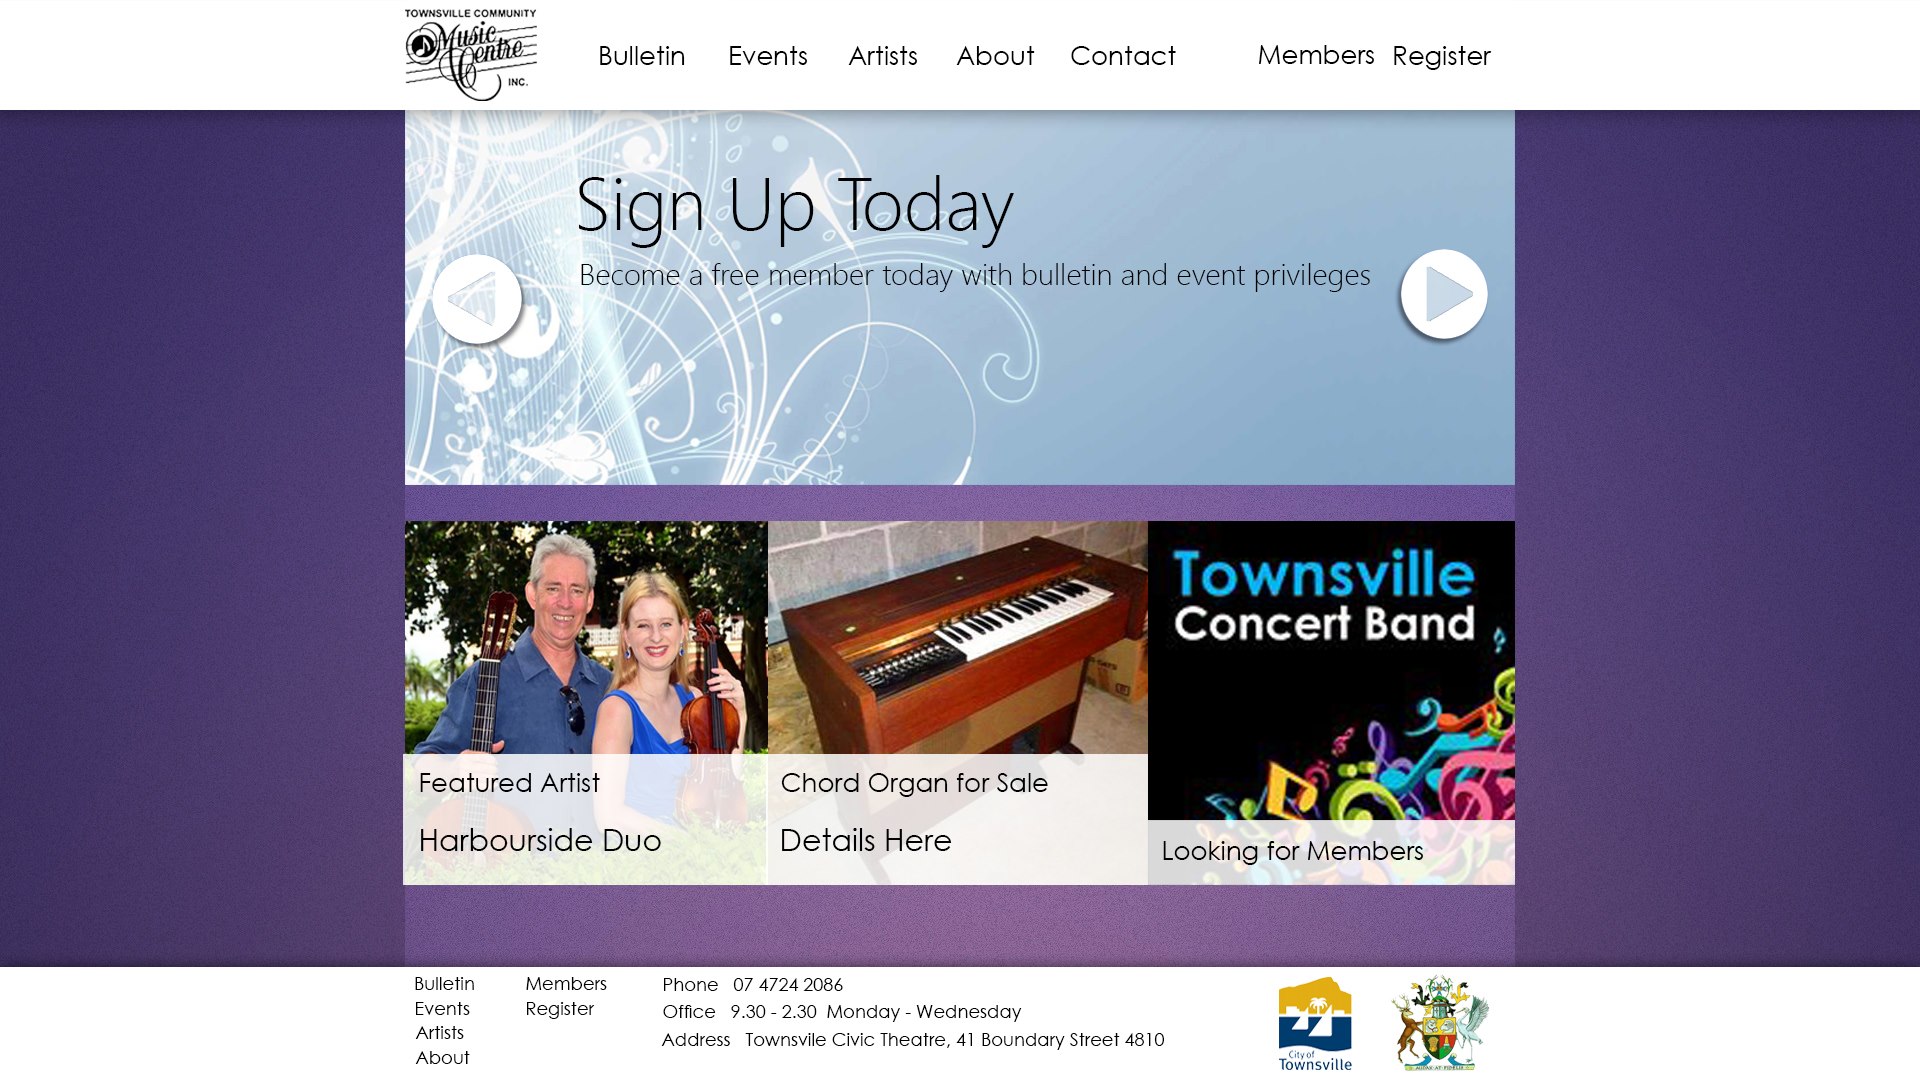 TOWNSVILLE COMMUNITY
Music
Centre
INC.
Bulletin
Events
Artists
About
Contact
Members
Register
Sign Up Today
Become a free member today with bulletin and event privileges
Featured Artist
Harbourside Duo
Chord Organ for Sale
Details Here
Townsville
Concert Band
Looking for Members
Bulletin
Events
Artists
About
Members
Register
Phone 07 4724 2086
Office 9.30 - 2.30 Monday - Wednesday
Address Townsvile Civic Theatre, 41 Boundary Street 4810
City of
Townsville